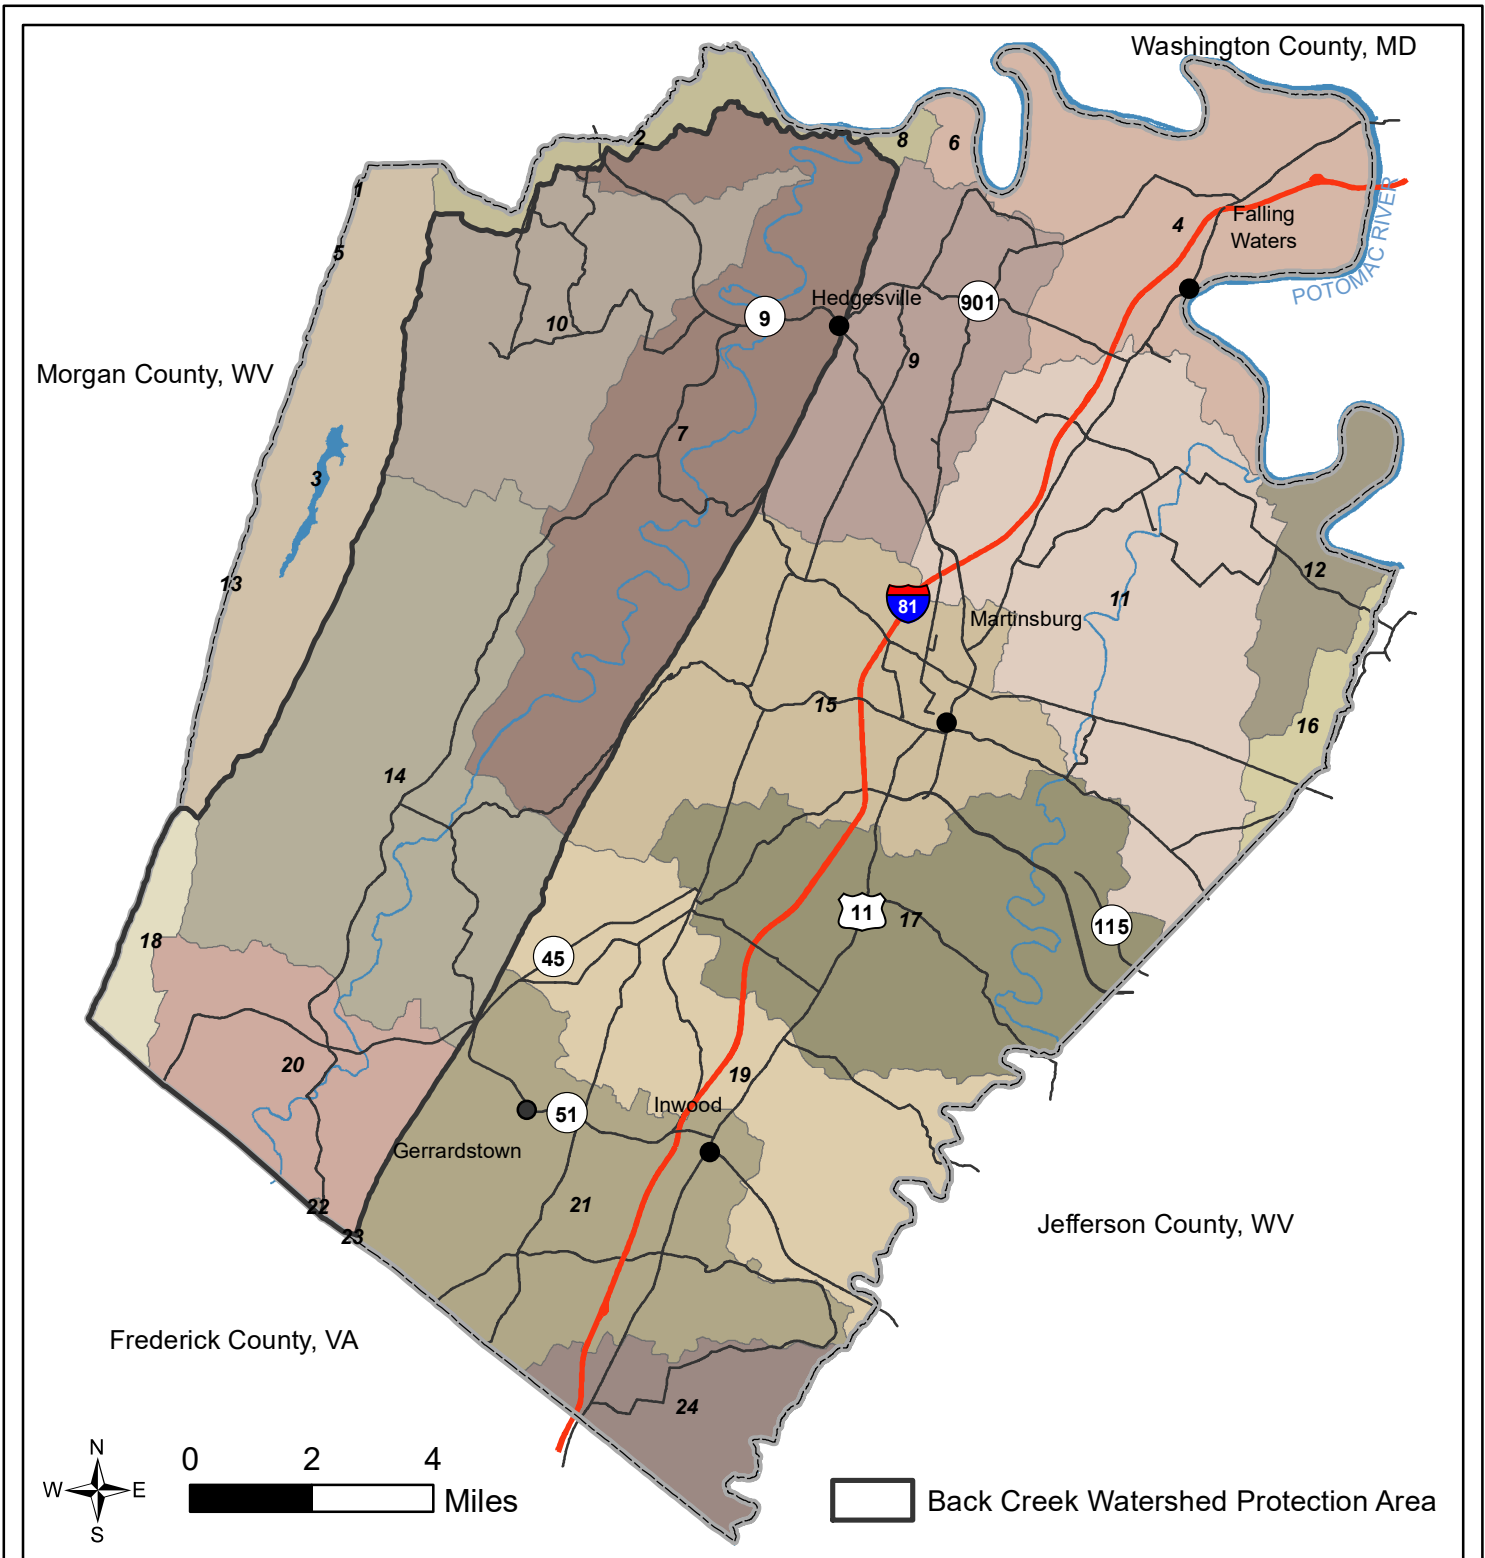 Washington County, MD
2
8
6
1
Falling
Waters
4
5
POTOMAC RIVER
Hedgesville
901
9
10
9
Morgan County, WV
7
3
12
13
11
81
Martinsburg
15
16
14
11
17
115
18
45
20
19
Inwood
51
Gerrardstown
21
22
23
Jefferson County, WV
Frederick County, VA
24
N
W E
S
0 2 4
Miles
Back Creek Watershed Protection Area